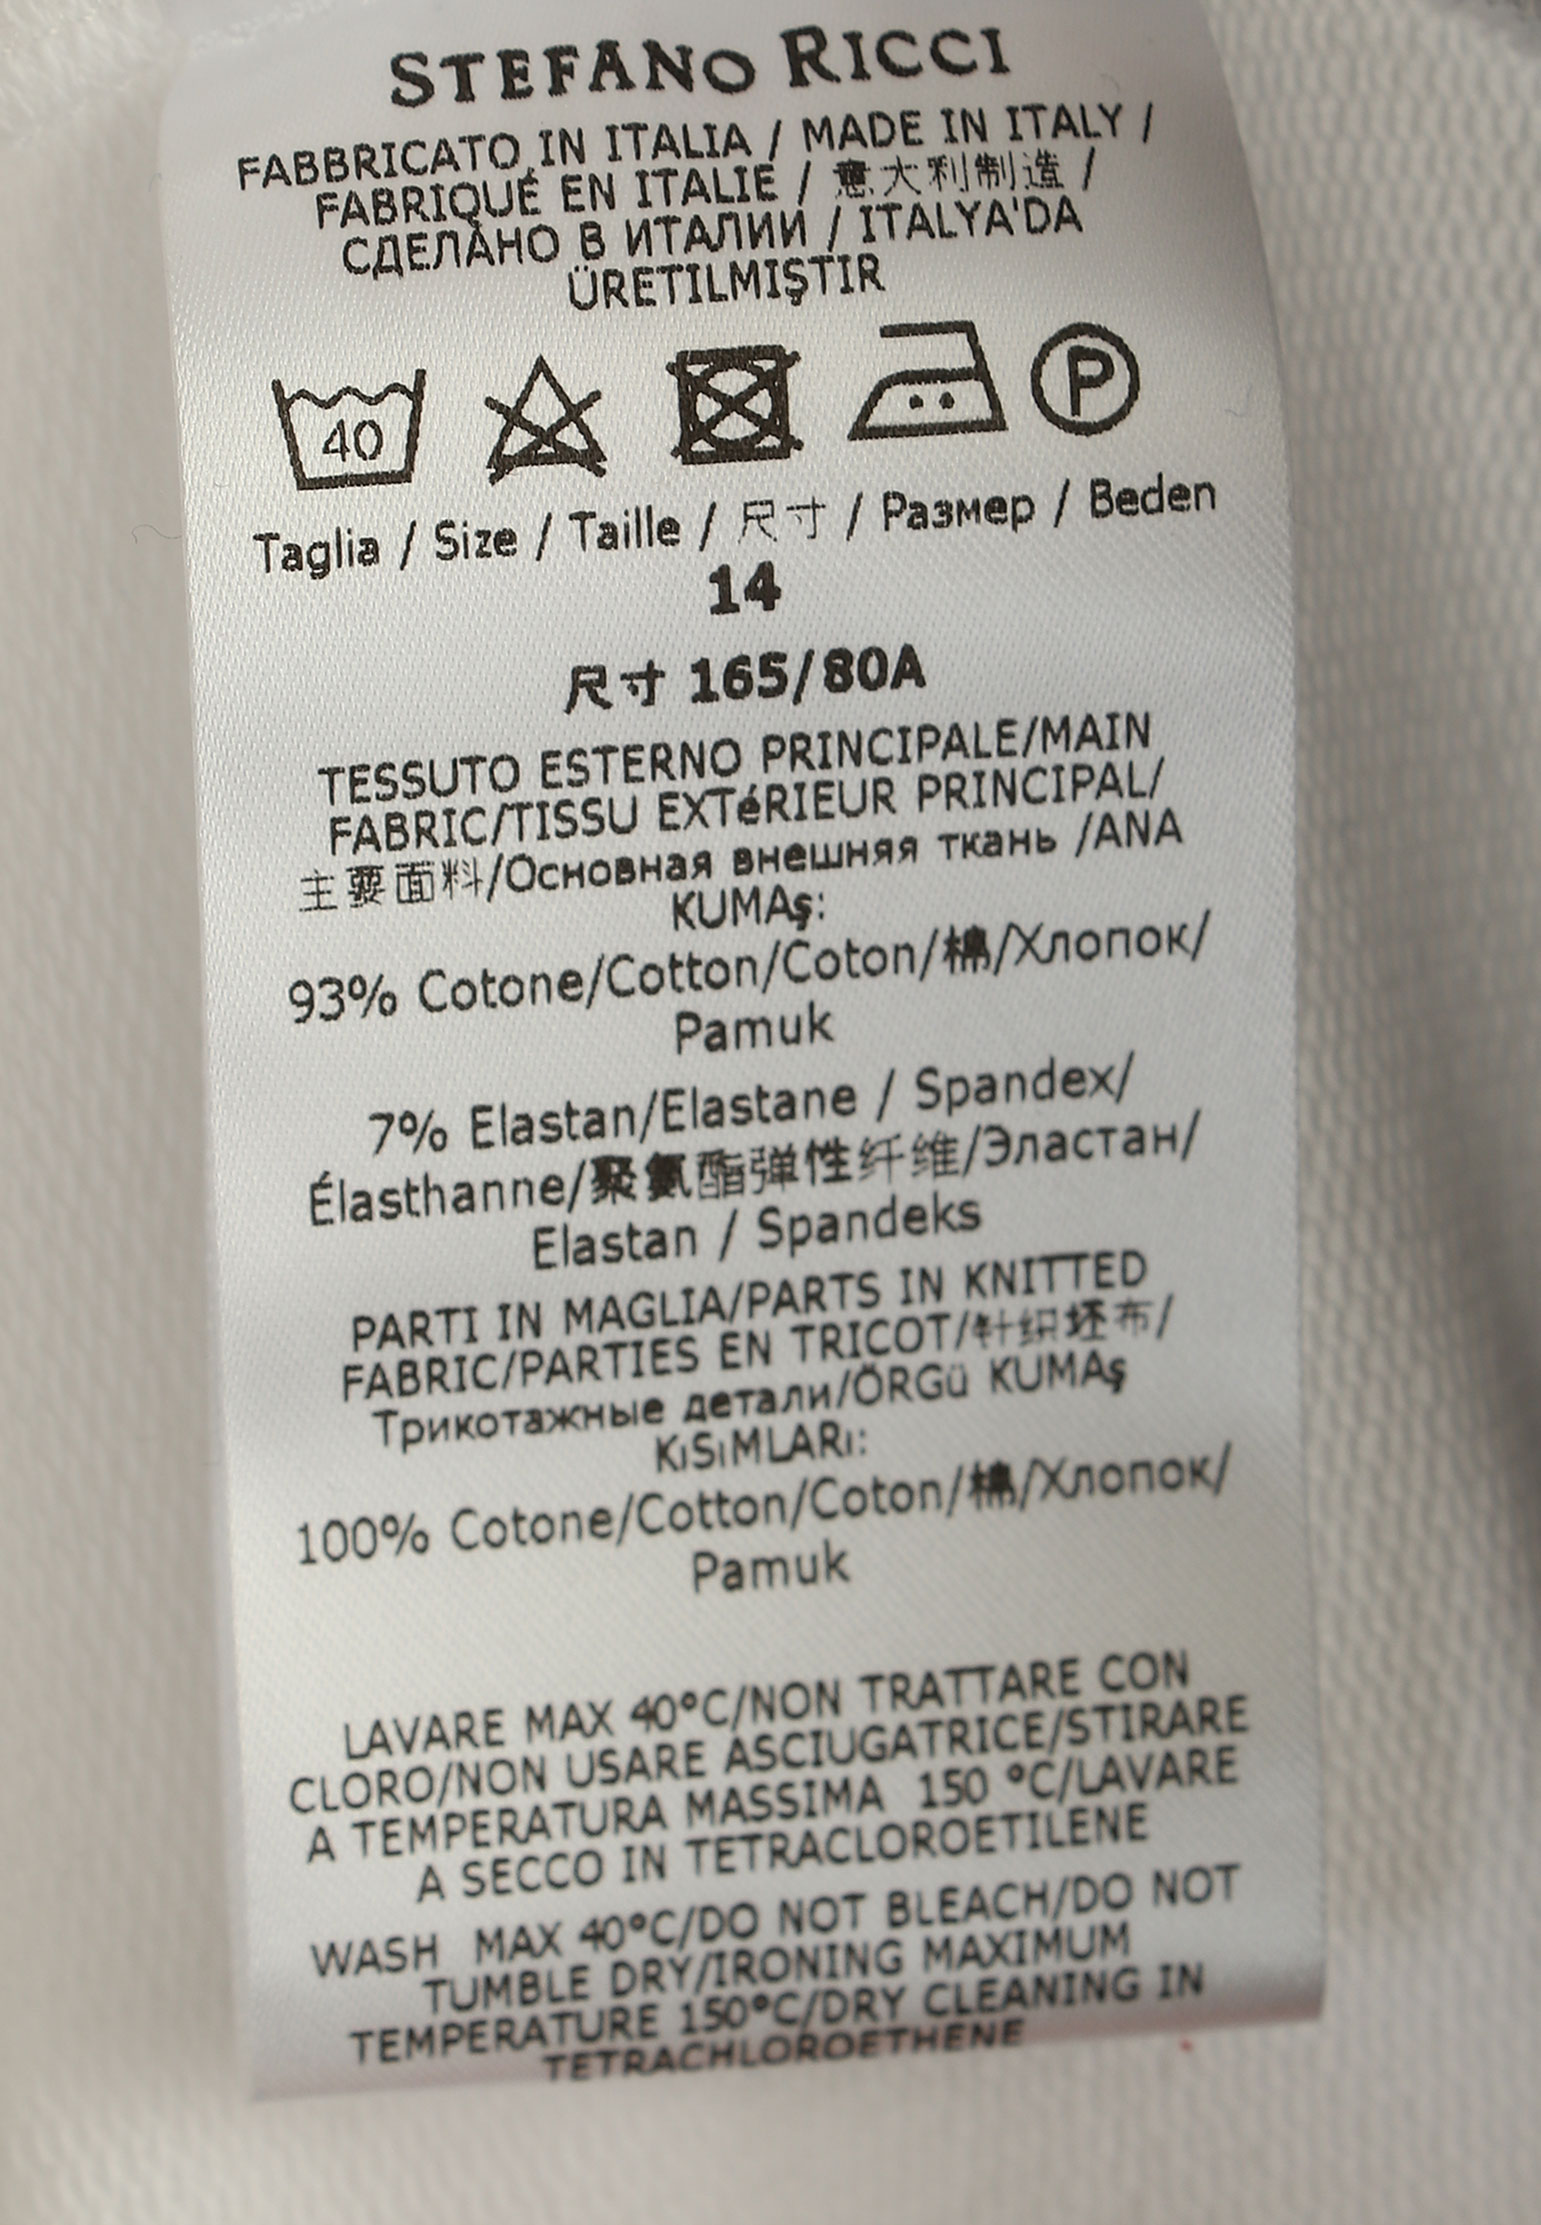 STEFANO RICCI
FABBRICATO IN ITALIA / MADE IN ITALY /
FABRIQUÉ EN ITALIE / 意大利制造 /
СДЕЛАНО В ИТАЛИИ / ITALYA'DA
ÜRETILMIŞTIR
40
P
Taglia / Size / Taille / 尺寸 / Размер / Beden
14
尺寸 165/80A
TESSUTO ESTERNO PRINCIPALE/MAIN
FABRIC/TISSU EXTéRIEUR PRINCIPAL/
主要面料/Основная внешняя ткань /ANA
KUMAş:
93% Cotone/Cotton/Coton/棉/Хлопок/
Pamuk
7% Elastan/Elastane / Spandex/
Élasthanne/聚氨酯弹性纤维/Эластан/
Elastan / Spandeks
PARTI IN MAGLIA/PARTS IN KNITTED
FABRIC/PARTIES EN TRICOT/针织坯布/
Трикотажные детали/ÖRGü KUMAş
KıSıMLARı:
100% Cotone/Cotton/Coton/棉/Хлопок/
Pamuk
LAVARE MAX 40°C/NON TRATTARE CON
CLORO/NON USARE ASCIUGATRICE/STIRARE
A TEMPERATURA MASSIMA 150 °C/LAVARE
A SECCO IN TETRACLOROETILENE
WASH MAX 40°C/DO NOT BLEACH/DO NOT
TUMBLE DRY/IRONING MAXIMUM
TEMPERATURE 150°C/DRY CLEANING IN
TETRACHLOROETHENE